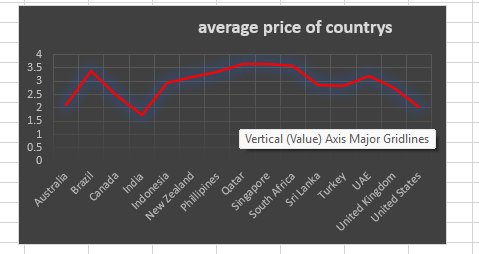 average price of countrys
4
3.5
3
2.5
2
1.5
1
0.5
0
Vertical (Value) Axis Major Gridlines
Australia
Brazil
Canada
India
Indonesia
New Zealand
Phillipines
Qatar
Singapore
South Africa
Sri Lanka
Turkey
UAE
United Kingdom
United States